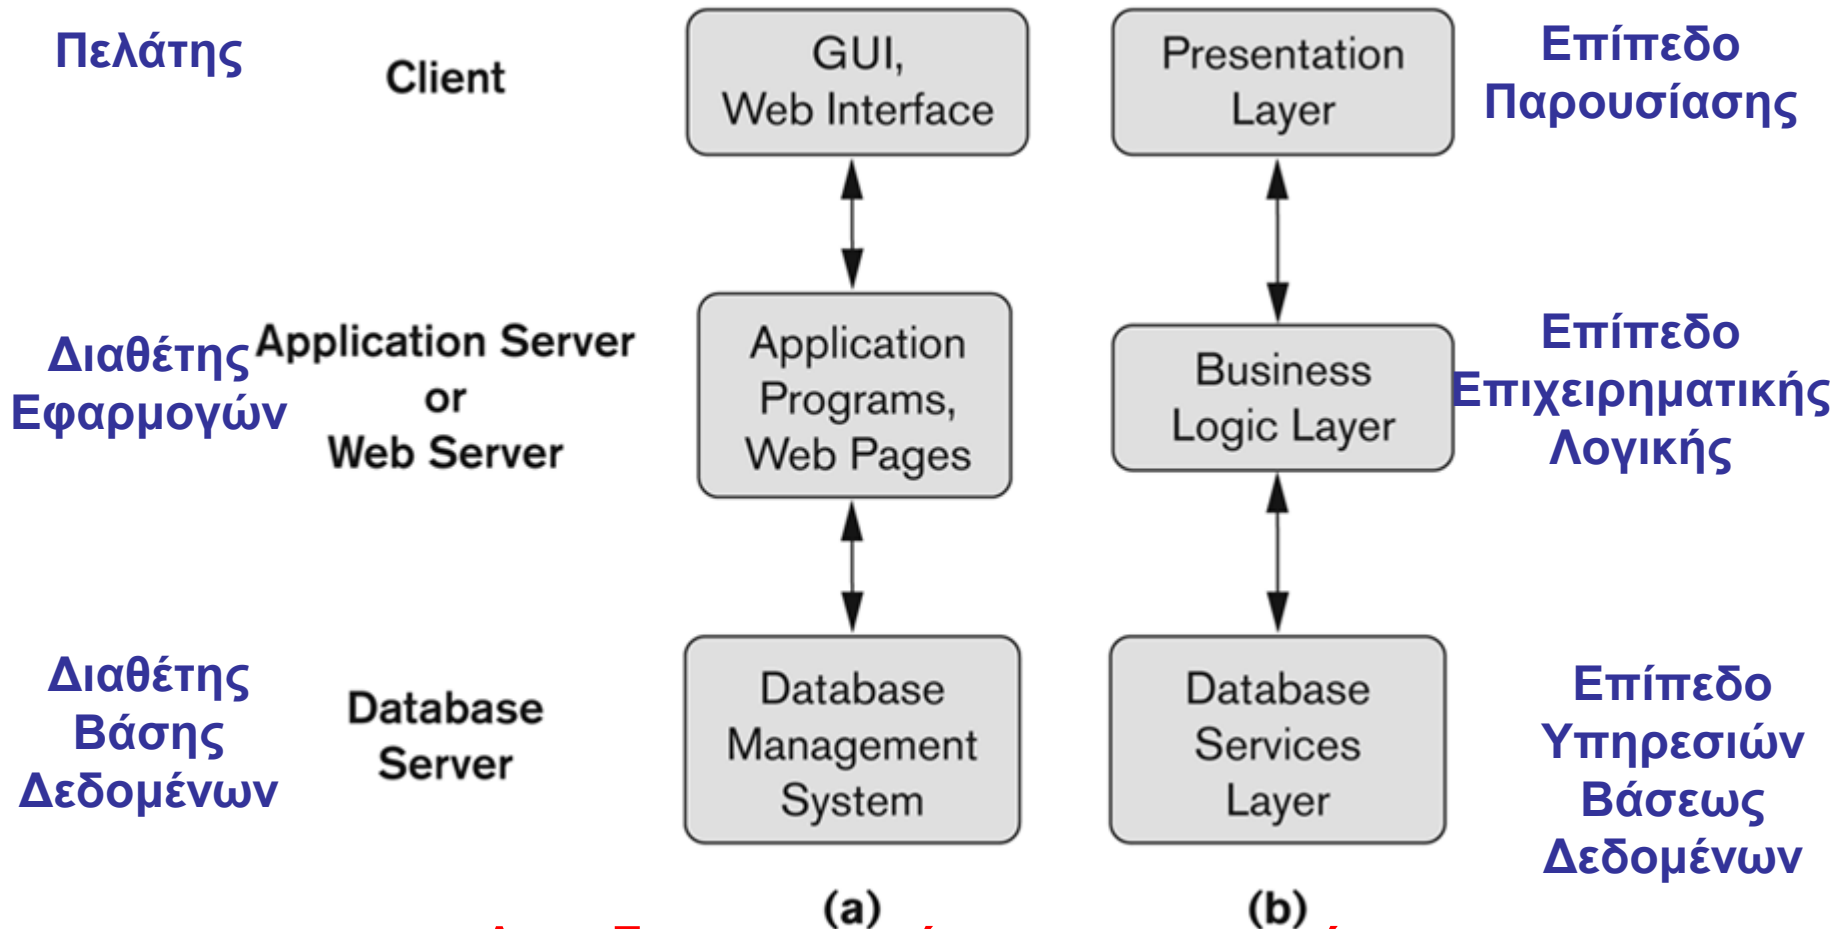 Πελάτης
Client
GUI,
Web Interface
Presentation
Layer
Επίπεδο
Παρουσίασης
Διαθέτης
Εφαρμογών
Application Server
or
Web Server
Application
Programs,
Web Pages
Business
Logic Layer
Επίπεδο
Επιχειρηματικής
Λογικής
Διαθέτης
Βάσης
Δεδομένων
Database
Server
Database
Management
System
Database
Services
Layer
Επίπεδο
Υπηρεσιών
Βάσεως
Δεδομένων
(a)
(b)